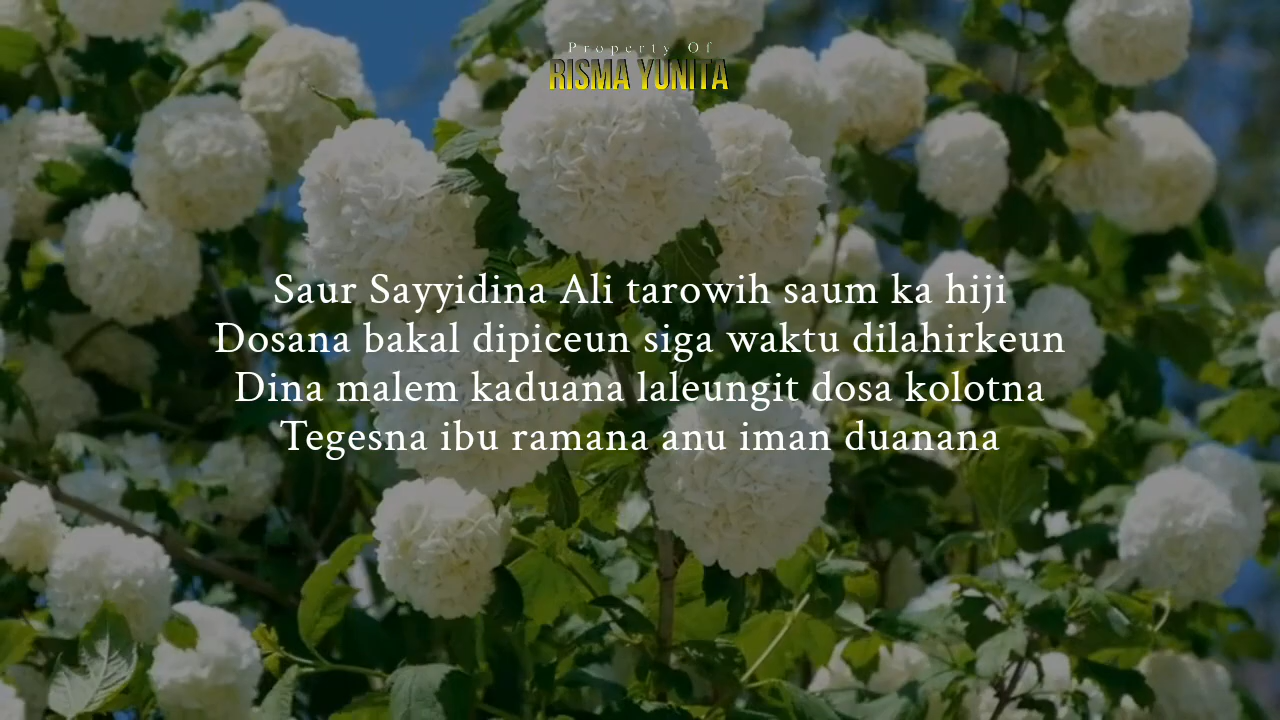 Property Of
RISMA YUNITA
Saur Sayyidina Ali tarowih saum ka hiji
Dosana bakal dipiceun siga waktu dilahirkeun
Dina malem kaduana laleungit dosa kolotna
Tegesna ibu ramana anu iman duanana